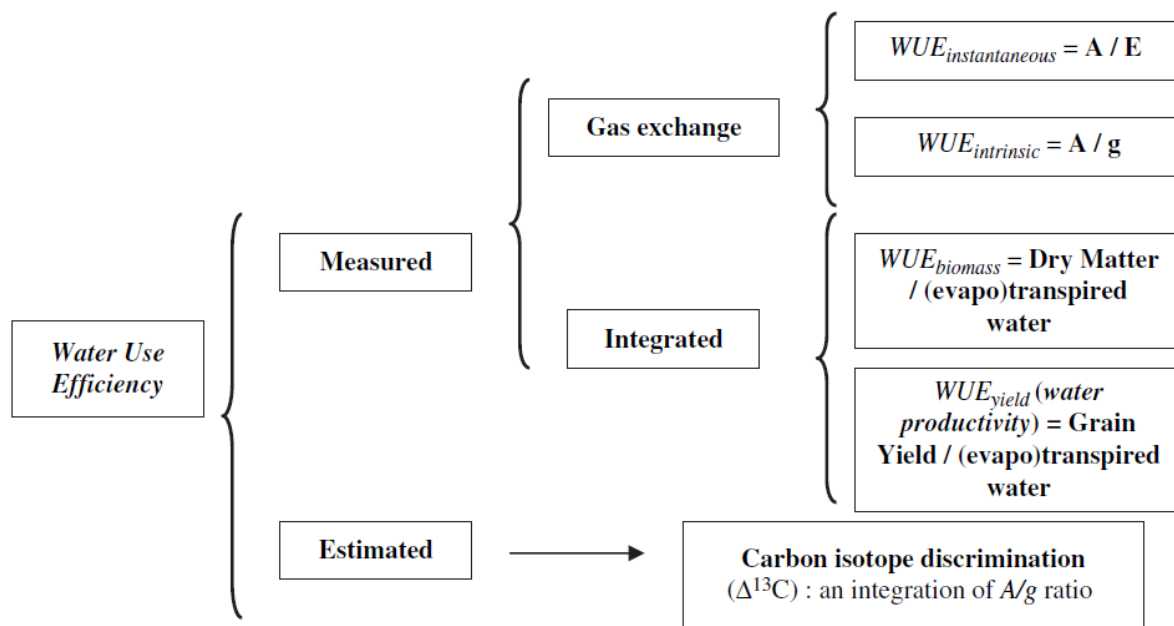 Water Use
Efficiency
Measured
Gas exchange
WUEinstantaneous = A / E
WUEintrinsic = A / g
Integrated
WUEbiomass = Dry Matter
/ (evapo)transpired
water
WUEyield (water
productivity) = Grain
Yield / (evapo)transpired
water
Estimated
Carbon isotope discrimination
(Δ¹³C) : an integration of A/g ratio